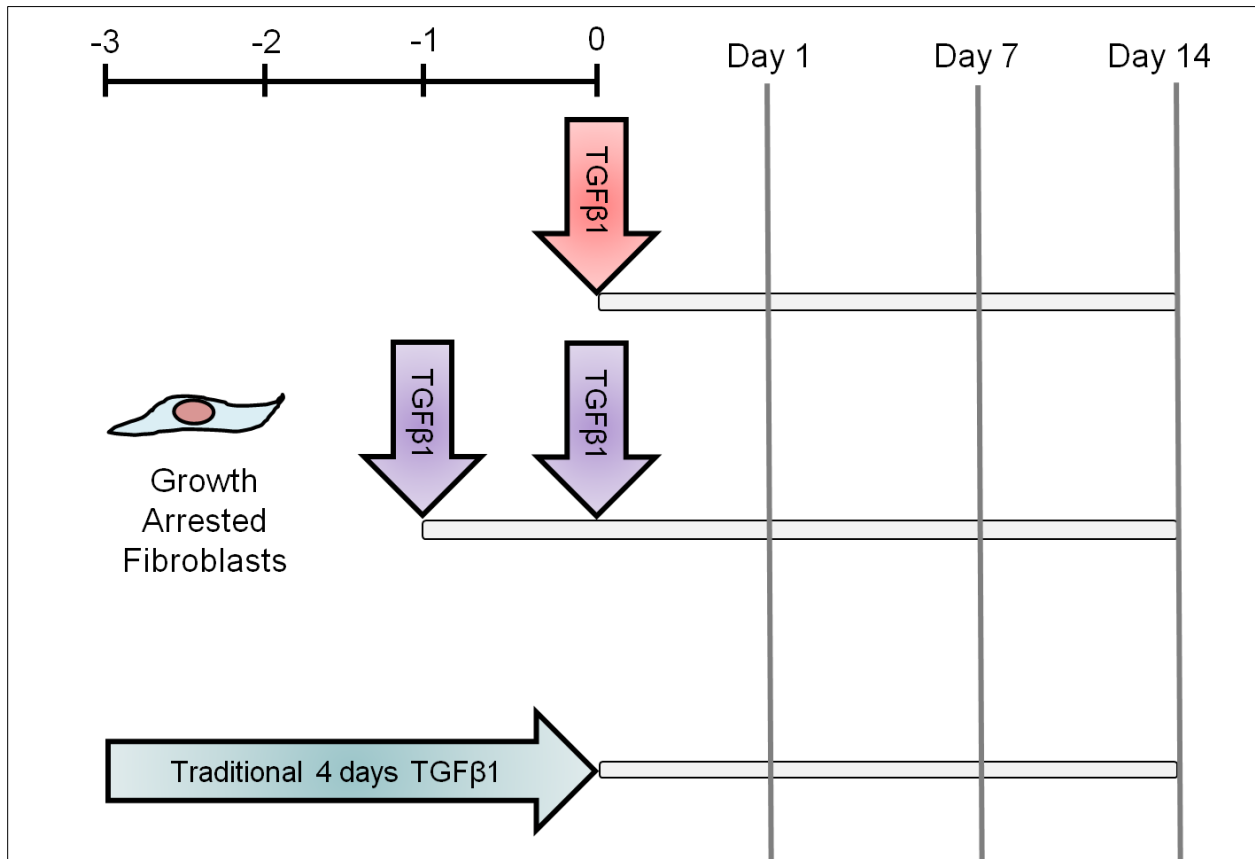 -3
-2
-1
0
Day 1
Day 7
Day 14
TGFβ1
TGFβ1
TGFβ1
Growth
Arrested
Fibroblasts
Traditional 4 days TGFβ1